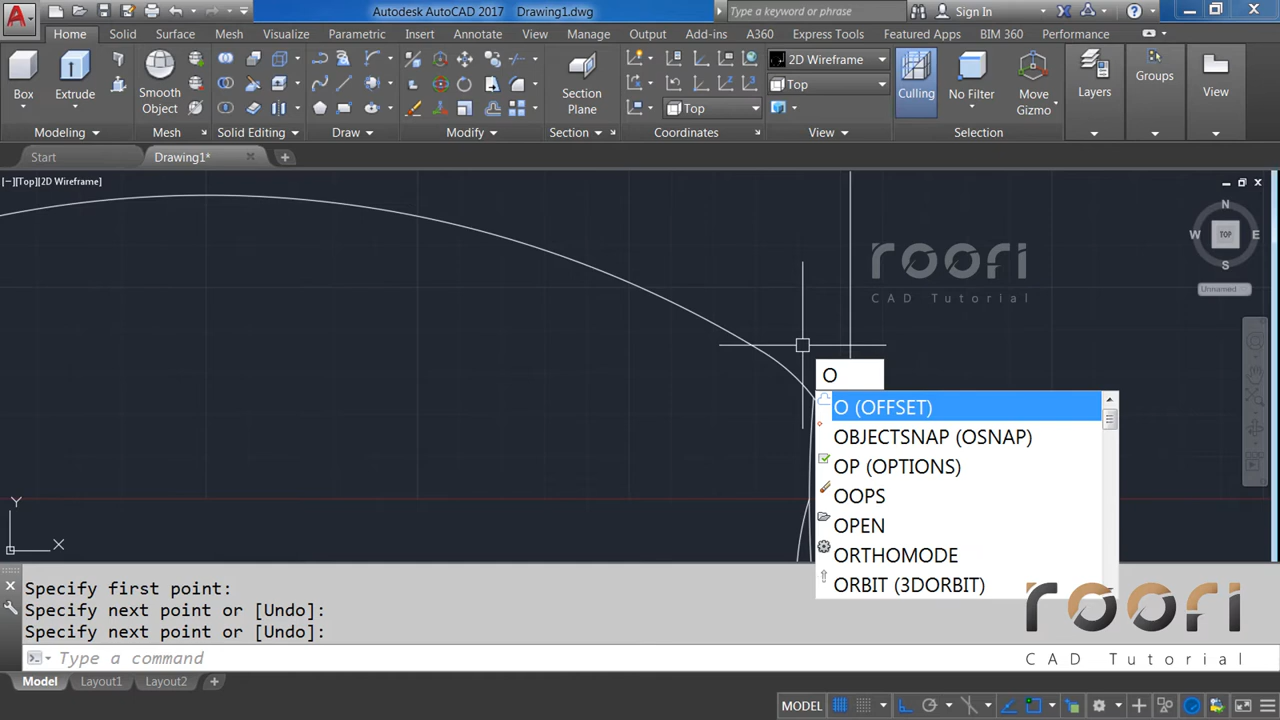 Autodesk AutoCAD 2017 Drawing1.dwg
Type a keyword or phrase
Sign In
Home Solid Surface Mesh Visualize Parametric Insert Annotate View Manage Output Add-ins A360 Express Tools Featured Apps BIM 360 Performance
Box
Extrude
Smooth
Object
Section
Plane
2D Wireframe
Top
Top
Culling
No Filter
Move
Gizmo
Layers
Groups
View
Modeling Mesh Solid Editing Draw Modify Section Coordinates View Selection
Start Drawing1*
[−][Top][2D Wireframe]
N
W TOP E
S
Unnamed
roori
CAD Tutorial
O
O (OFFSET)
OBJECTSNAP (OSNAP)
OP (OPTIONS)
OOPS
OPEN
ORTHOMODE
ORBIT (3DORBIT)
Y
X
Specify first point:
Specify next point or [Undo]:
Specify next point or [Undo]:
Type a command
roori
CAD Tutorial
Model Layout1 Layout2
MODEL